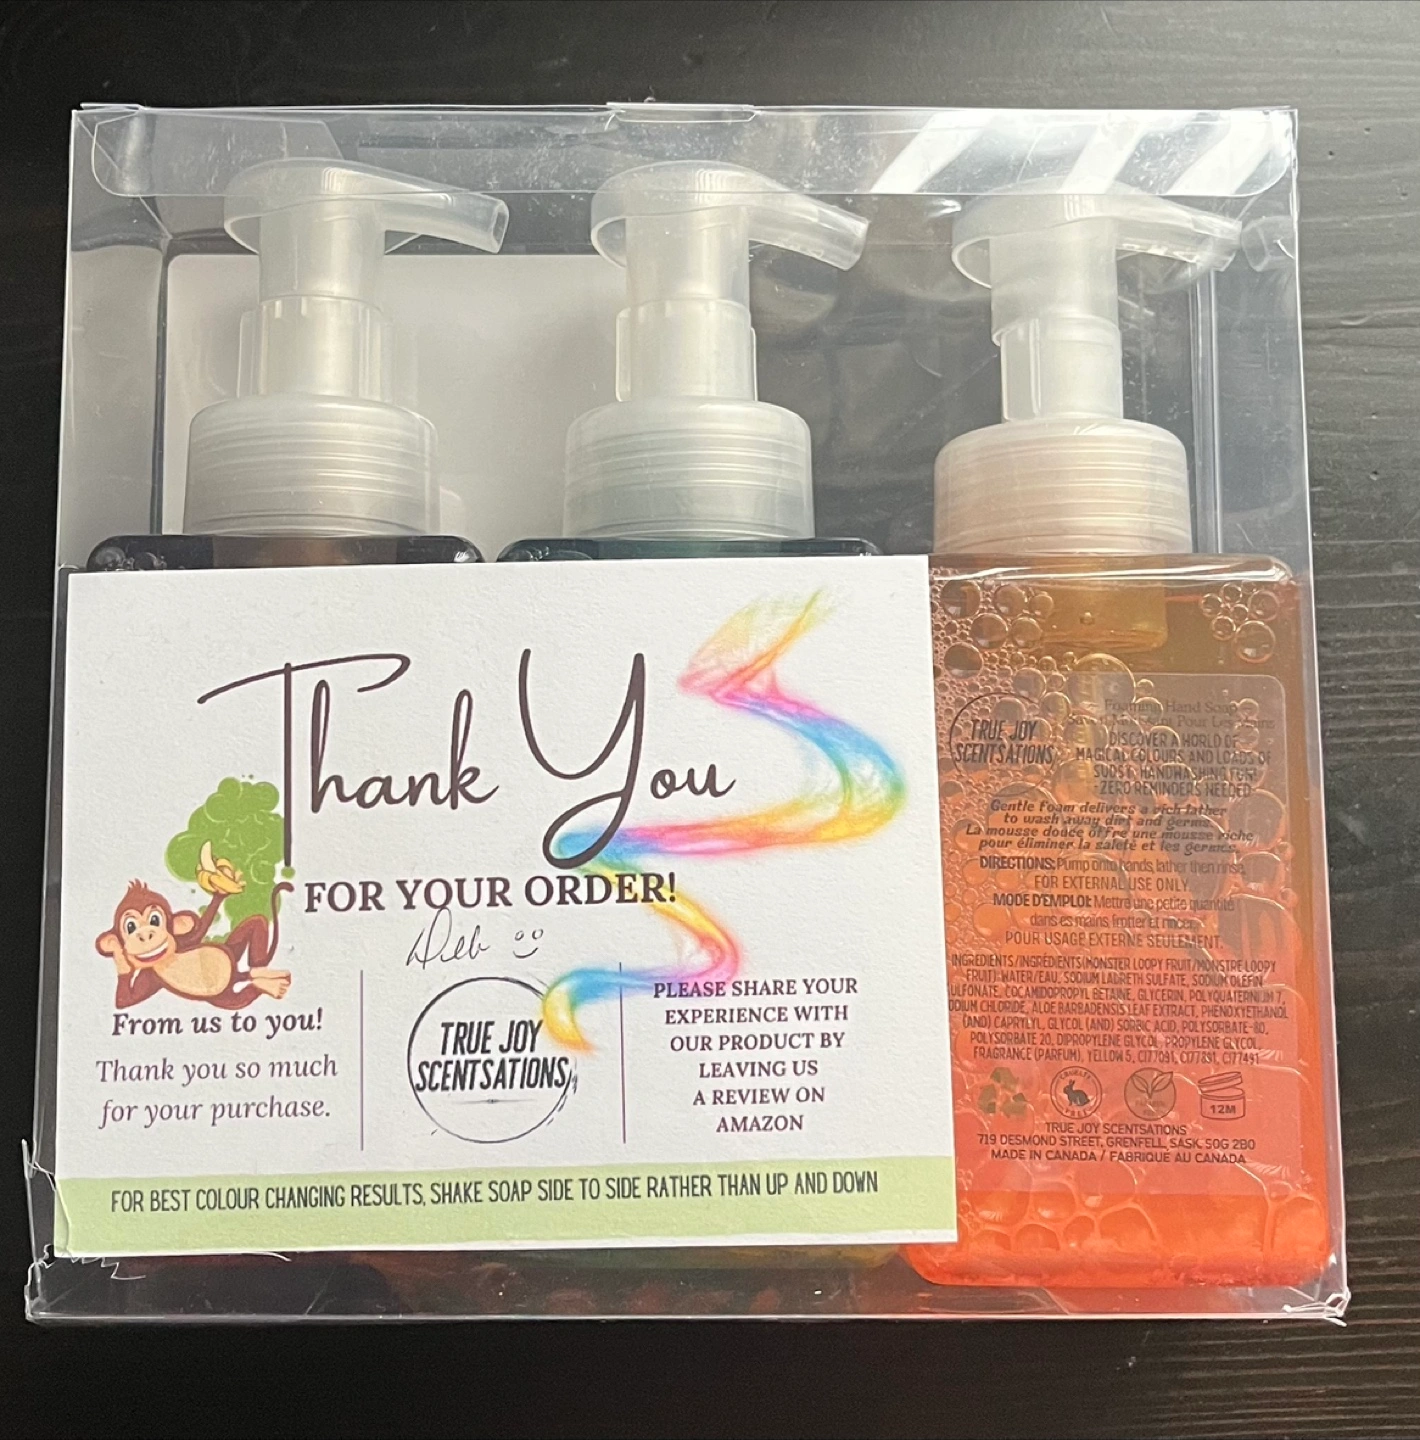 Thank You
FOR YOUR ORDER!
Deb
From us to you!
Thank you so much
for your purchase.
TRUE JOY
SCENTSATIONS
PLEASE SHARE YOUR
EXPERIENCE WITH
OUR PRODUCT BY
LEAVING US
A REVIEW ON
AMAZON
FOR BEST COLOUR CHANGING RESULTS, SHAKE SOAP SIDE TO SIDE RATHER THAN UP AND DOWN
TRUE JOY
SCENTSATIONS
Foaming Hand Soap
Pour Les Mains
DISCOVER A WORLD OF
MAGICAL COLOURS AND LOADS OF
SUDS! HANDWASHING FUN!
ZERO REMINDERS NEEDED
Gentle foam delivers a rich lather
to wash away dirt and germs.
La mousse douce offre une mousse riche
pour éliminer la saleté et les germes.
DIRECTIONS: Pump onto hands, lather then rinse.
FOR EXTERNAL USE ONLY.
MODE D'EMPLOI: Mettre une petite quantité
dans les mains, frotter et rincer.
POUR USAGE EXTERNE SEULEMENT.
INGREDIENTS/INGRÉDIENTS (MONSTER LOOPY FRUIT/MONSTRE LOOPY
FRUIT): WATER/EAU, SODIUM LAURETH SULFATE, SODIUM OLEFIN
SULFONATE, COCAMIDOPROPYL BETAINE, GLYCERIN, POLYQUATERNIUM 7,
SODIUM CHLORIDE, ALOE BARBADENSIS LEAF EXTRACT, PHENOXYETHANOL
(AND) CAPRYLYL GLYCOL (AND) SORBIC ACID, POLYSORBATE-80,
POLYSORBATE 20, DIPROPYLENE GLYCOL, PROPYLENE GLYCOL,
FRAGRANCE (PARFUM), YELLOW 5, CI77891, CI77491
CRUELTY
FREE
12M
TRUE JOY SCENTSATIONS
719 DESMOND STREET, GRENFELL, SASK. S0G 2B0
MADE IN CANADA / FABRIQUE AU CANADA